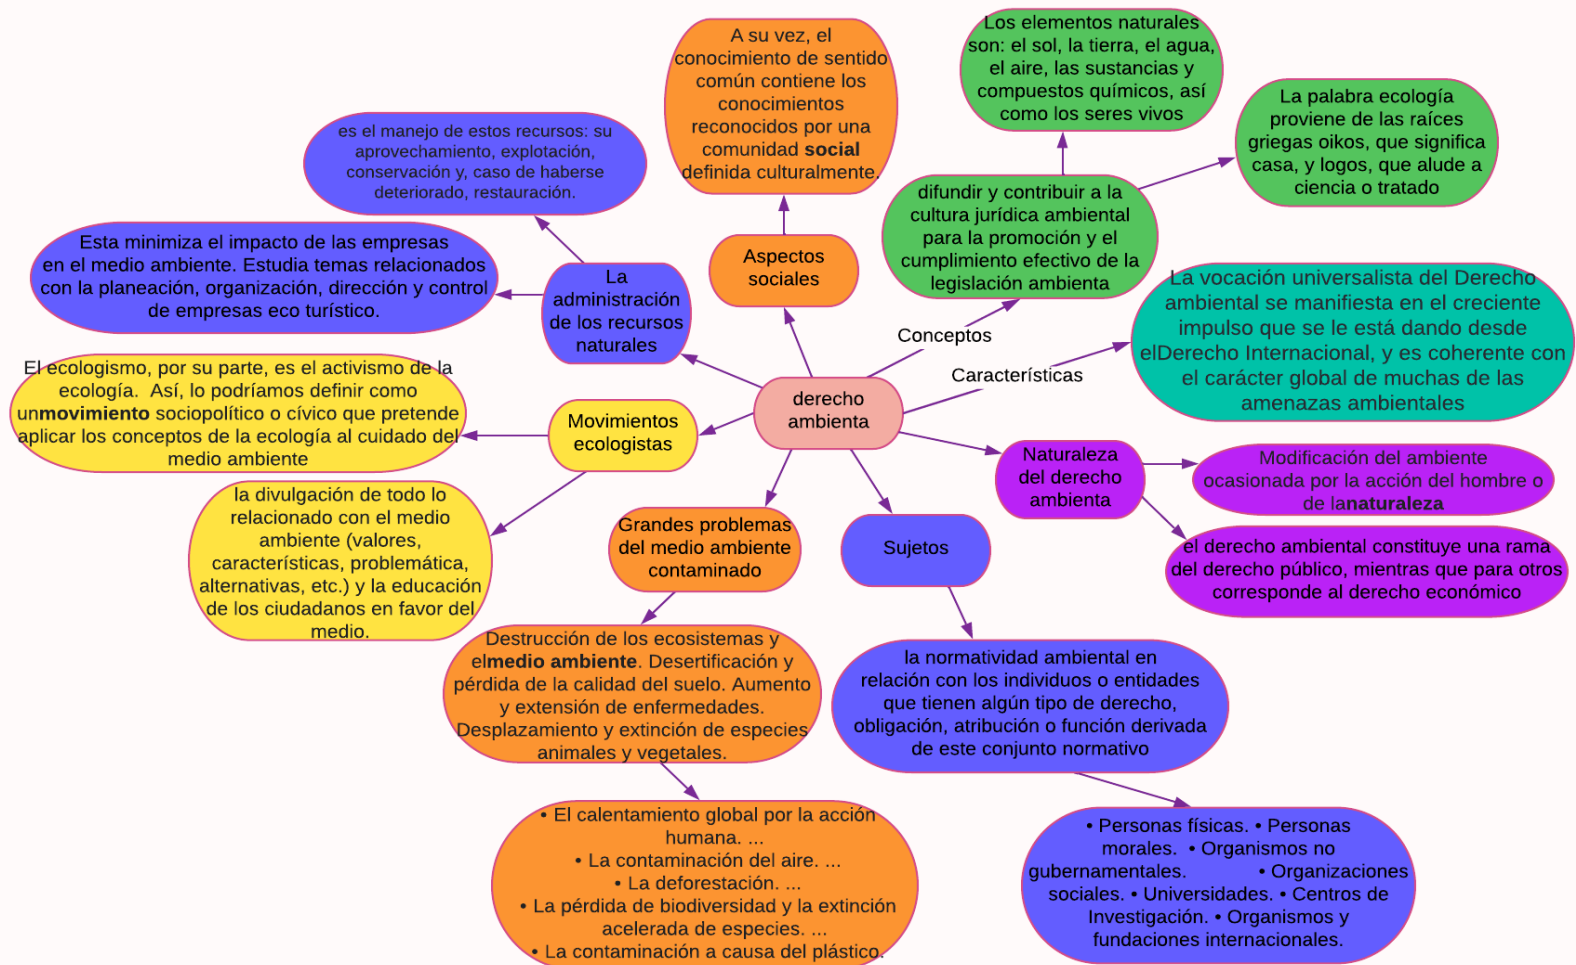 A su vez, el
conocimiento de sentido
común contiene los
conocimientos
reconocidos por una
comunidad social
definida culturalmente.
Los elementos naturales
son: el sol, la tierra, el agua,
el aire, las sustancias y
compuestos químicos, así
como los seres vivos
La palabra ecología
proviene de las raíces
griegas oikos, que significa
casa, y logos, que alude a
ciencia o tratado
es el manejo de estos recursos: su
aprovechamiento, explotación,
conservación y, caso de haberse
deteriorado, restauración.
difundir y contribuir a la
cultura jurídica ambiental
para la promoción y el
cumplimiento efectivo de la
legislación ambienta
Esta minimiza el impacto de las empresas
en el medio ambiente. Estudia temas relacionados
con la planeación, organización, dirección y control
de empresas eco turístico.
La
administración
de los recursos
naturales
Aspectos
sociales
Conceptos
La vocación universalista del Derecho
ambiental se manifiesta en el creciente
impulso que se le está dando desde
elDerecho Internacional, y es coherente con
el carácter global de muchas de las
amenazas ambientales
Características
El ecologismo, por su parte, es el activismo de la
ecología.  Así, lo podríamos definir como
unmovimiento sociopolítico o cívico que pretende
aplicar los conceptos de la ecología al cuidado del
medio ambiente
Movimientos
ecologistas
derecho
ambienta
Naturaleza
del derecho
ambienta
Modificación del ambiente
ocasionada por la acción del hombre o
de lanaturaleza
la divulgación de todo lo
relacionado con el medio
ambiente (valores,
características, problemática,
alternativas, etc.) y la educación
de los ciudadanos en favor del
medio.
Grandes problemas
del medio ambiente
contaminado
Sujetos
el derecho ambiental constituye una rama
del derecho público, mientras que para otros
corresponde al derecho económico
Destrucción de los ecosistemas y
elmedio ambiente. Desertificación y
pérdida de la calidad del suelo. Aumento
y extensión de enfermedades.
Desplazamiento y extinción de especies
animales y vegetales.
la normatividad ambiental en
relación con los individuos o entidades
que tienen algún tipo de derecho,
obligación, atribución o función derivada
de este conjunto normativo
• El calentamiento global por la acción
humana. ...
• La contaminación del aire. ...
• La deforestación. ...
• La pérdida de biodiversidad y la extinción
acelerada de especies. ...
• La contaminación a causa del plástico.
• Personas físicas. • Personas
morales.  • Organismos no
gubernamentales. • Organizaciones
sociales. • Universidades. • Centros de
Investigación. • Organismos y
fundaciones internacionales.